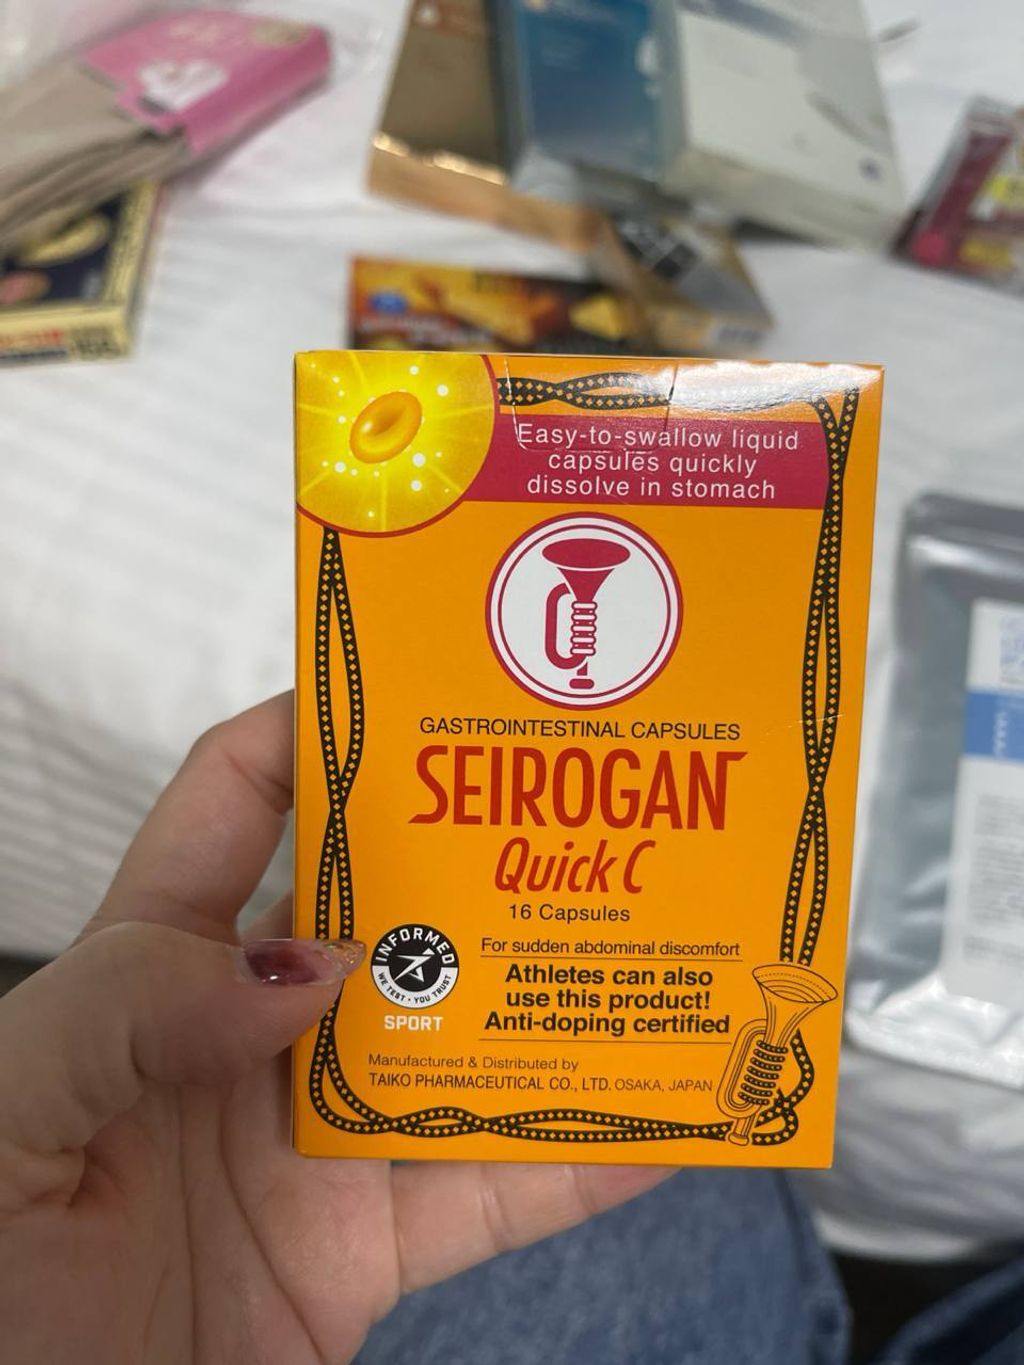 Easy-to-swallow liquid
capsules quickly
dissolve in stomach
GASTROINTESTINAL CAPSULES
SEIROGAN
Quick C
16 Capsules
For sudden abdominal discomfort
Athletes can also
use this product!
Anti-doping certified
INFORMED
WE TEST • YOU TRUST
SPORT
Manufactured & Distributed by
TAIKO PHARMACEUTICAL CO., LTD. OSAKA, JAPAN